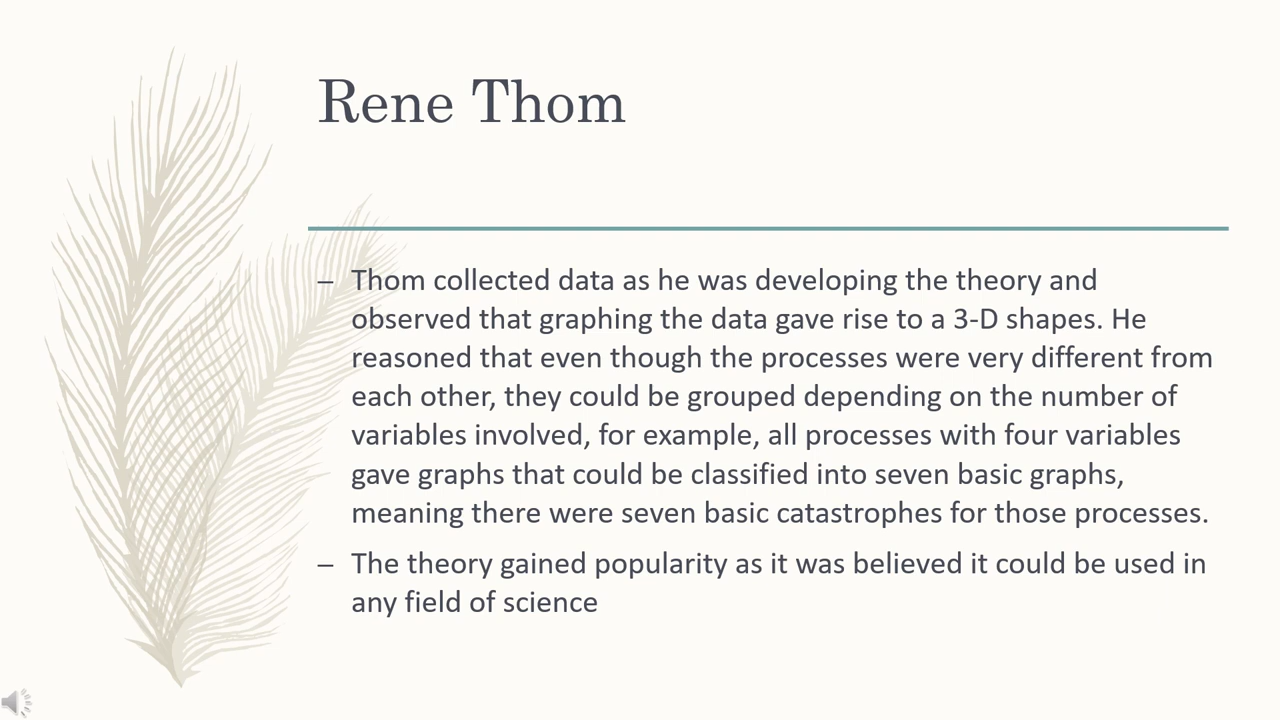 Rene Thom
– Thom collected data as he was developing the theory and
observed that graphing the data gave rise to a 3-D shapes. He
reasoned that even though the processes were very different from
each other, they could be grouped depending on the number of
variables involved, for example, all processes with four variables
gave graphs that could be classified into seven basic graphs,
meaning there were seven basic catastrophes for those processes.
– The theory gained popularity as it was believed it could be used in
any field of science